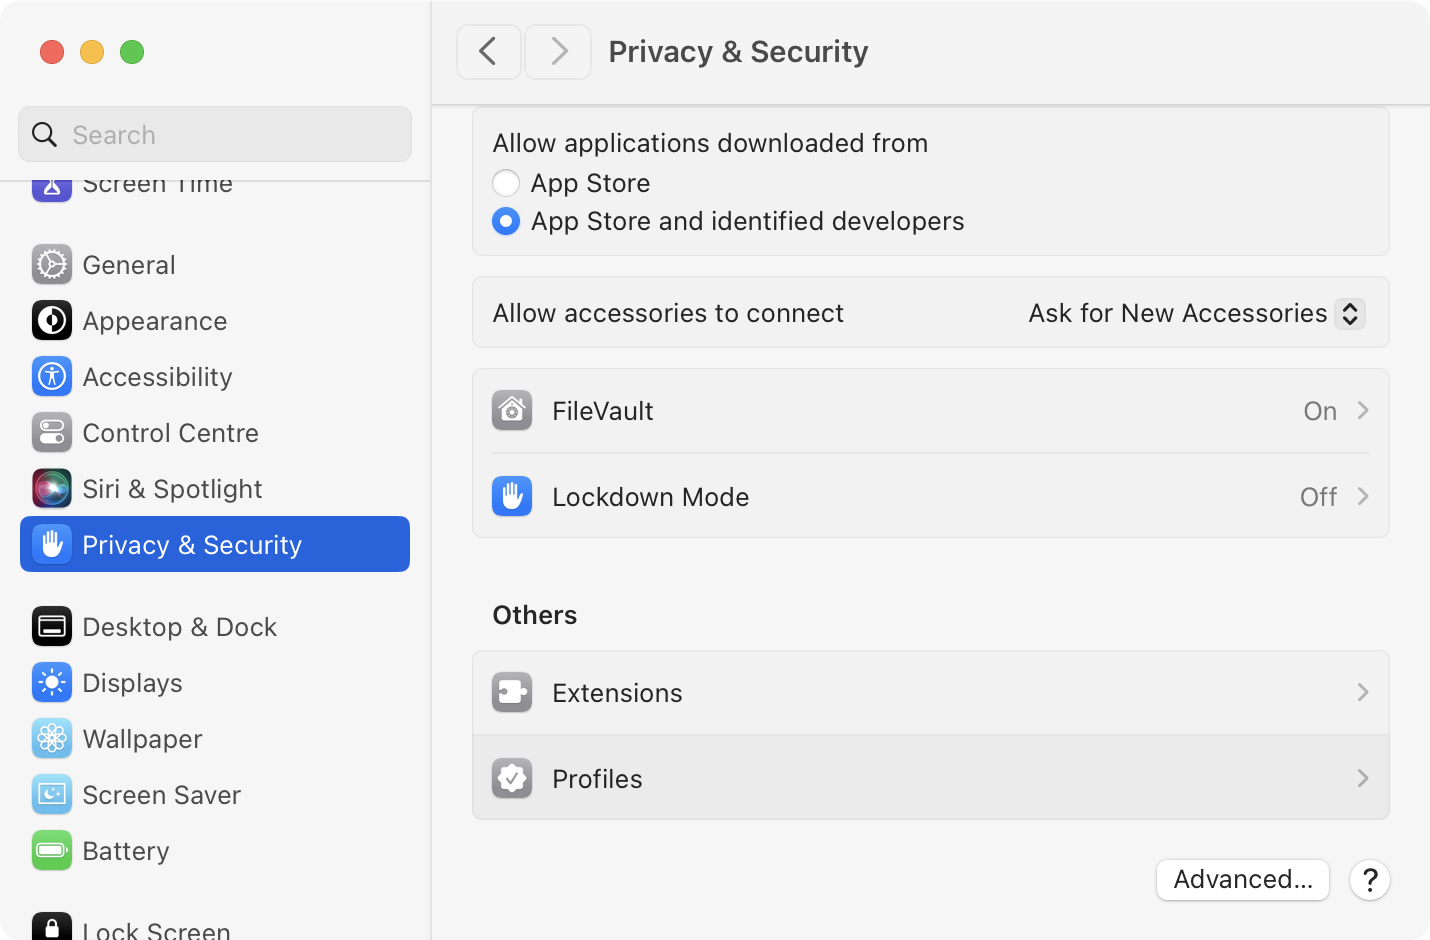 Privacy & Security
Search
Screen Time
General
Appearance
Accessibility
Control Centre
Siri & Spotlight
Privacy & Security
Desktop & Dock
Displays
Wallpaper
Screen Saver
Battery
Lock Screen
Allow applications downloaded from
App Store
App Store and identified developers
Allow accessories to connect Ask for New Accessories
FileVault On
Lockdown Mode Off
Others
Extensions
Profiles
Advanced... ?